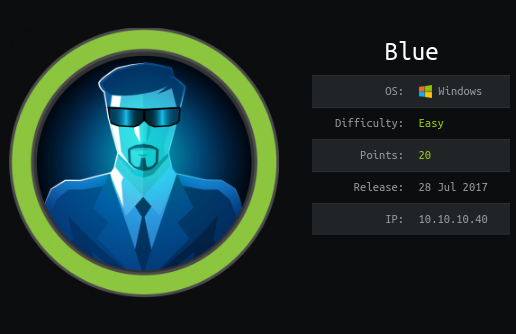 Blue
OS: Windows
Difficulty: Easy
Points: 20
Release: 28 Jul 2017
IP: 10.10.10.40